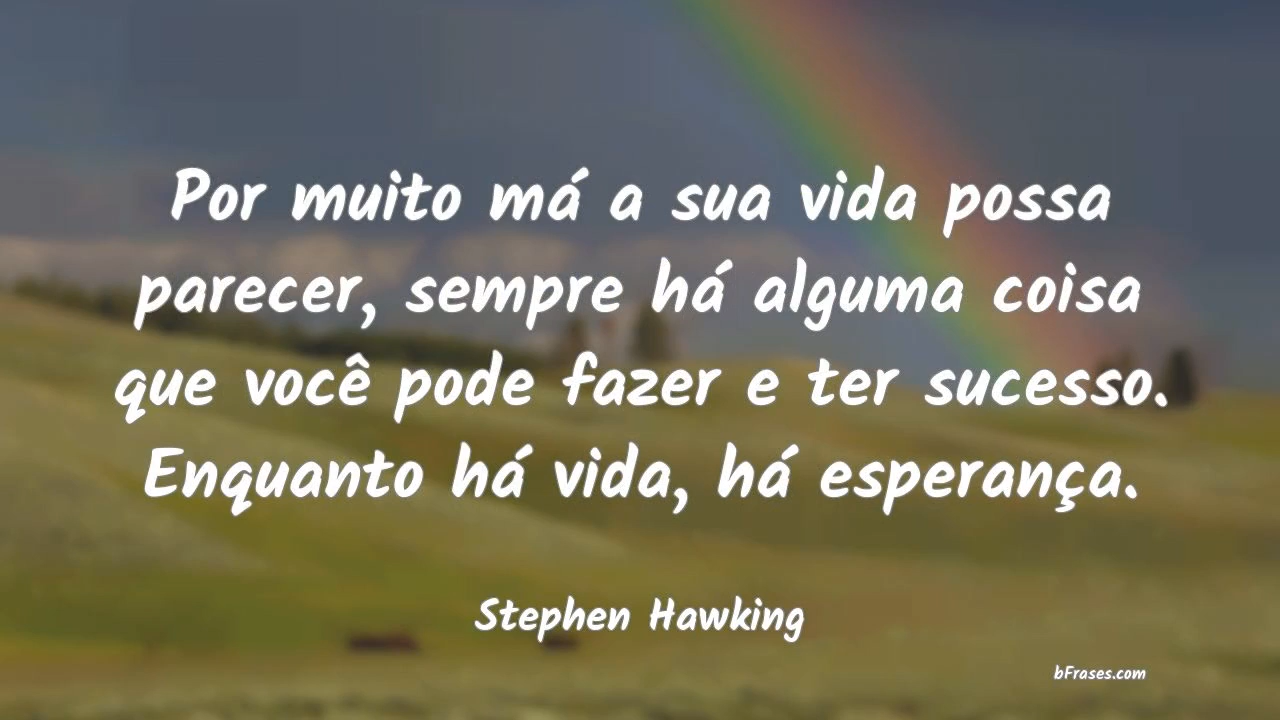 Por muito má a sua vida possa
parecer, sempre há alguma coisa
que você pode fazer e ter sucesso.
Enquanto há vida, há esperança.
Stephen Hawking
bFrases.com